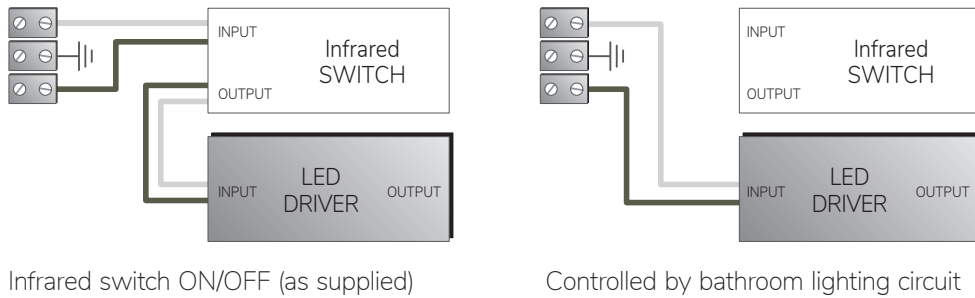 INPUT
Infrared
SWITCH
OUTPUT
INPUT
LED
DRIVER
OUTPUT
Infrared switch ON/OFF (as supplied)
INPUT
Infrared
SWITCH
OUTPUT
INPUT
LED
DRIVER
OUTPUT
Controlled by bathroom lighting circuit